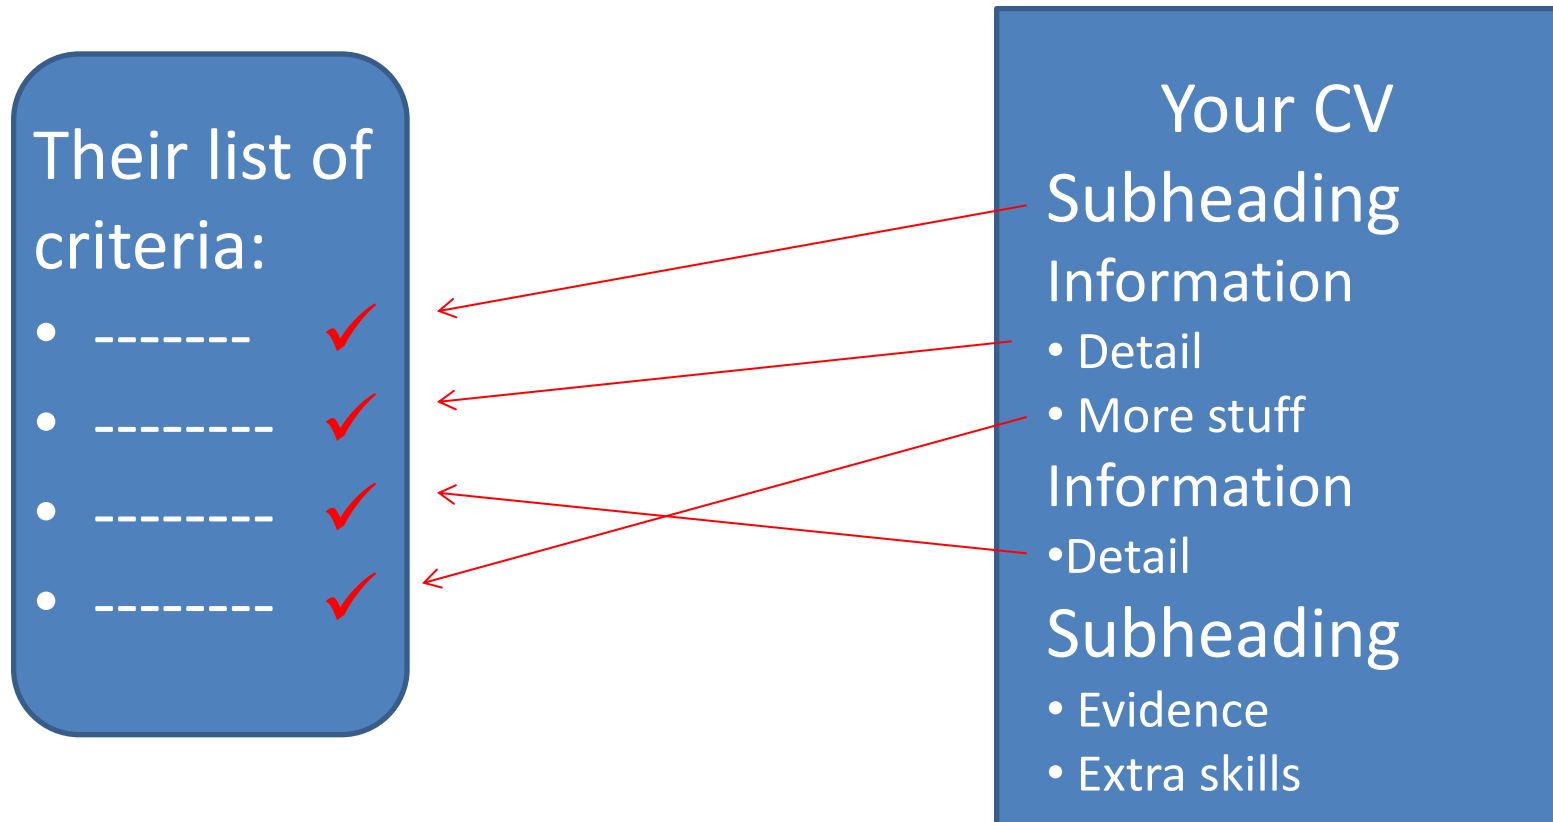 Their list of
criteria:
• -------
• --------
• --------
• --------
Your CV
Subheading
Information
• Detail
• More stuff
Information
•Detail
Subheading
• Evidence
• Extra skills